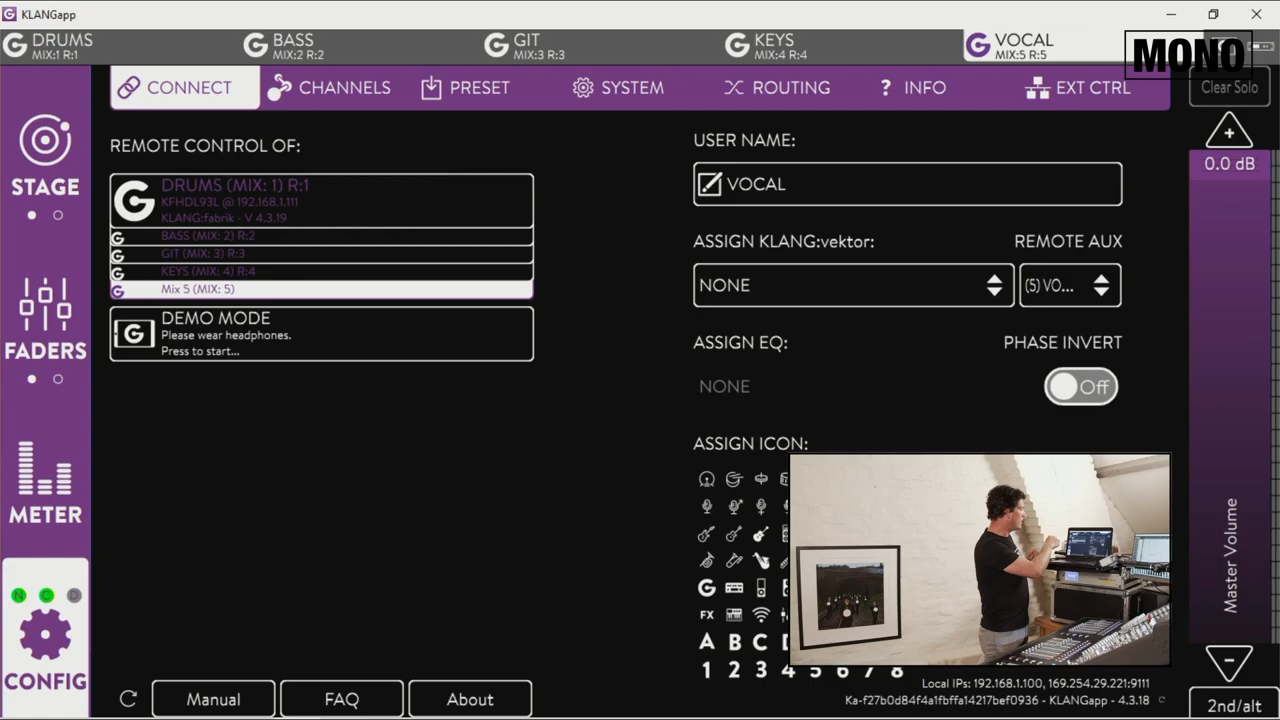 KLANGapp
DRUMS
MIX:1 R:1
BASS
MIX:2 R:2
GIT
MIX:3 R:3
KEYS
MIX:4 R:4
VOCAL
MIX:5 R:5
MONO
CONNECT
CHANNELS
PRESET
SYSTEM
ROUTING
? INFO
EXT CTRL
Clear Solo
STAGE
FADERS
METER
N C D
CONFIG
REMOTE CONTROL OF:
DRUMS (MIX: 1) R:1
KFHDL93L @ 192.168.1.111
KLANG:fabrik - V 4.3.19
BASS (MIX: 2) R:2
GIT (MIX: 3) R:3
KEYS (MIX: 4) R:4
Mix 5 (MIX: 5)
DEMO MODE
Please wear headphones.
Press to start...
USER NAME:
VOCAL
ASSIGN KLANG:vektor:
REMOTE AUX
NONE
(5) VO...
ASSIGN EQ:
PHASE INVERT
NONE
Off
ASSIGN ICON:
FX
A B C
1 2 3 4 5 6 7 8
+
0.0 dB
Master Volume
2nd/alt
Manual
FAQ
About
Local IPs: 192.168.1.100, 169.254.29.221:9111
Ka-f27b0d84f4a1fbffa14217bef0936 - KLANGapp - 4.3.18